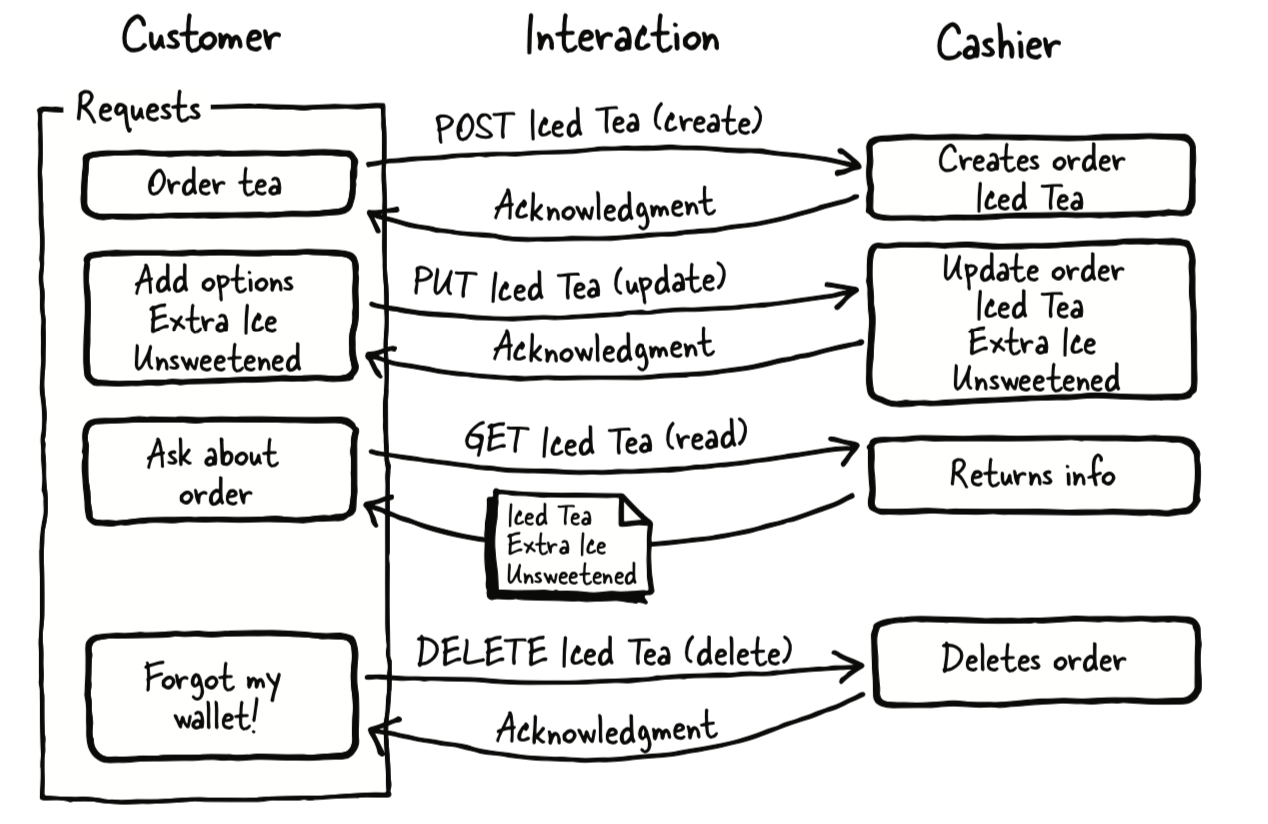 Customer
Interaction
Cashier
Requests
Order tea
POST Iced Tea (create)
Creates order
Iced Tea
Acknowledgment
Add options
Extra Ice
Unsweetened
PUT Iced Tea (update)
Update order
Iced Tea
Extra Ice
Unsweetened
Acknowledgment
Ask about
order
GET Iced Tea (read)
Returns info
Iced Tea
Extra Ice
Unsweetened
Forgot my
wallet!
DELETE Iced Tea (delete)
Deletes order
Acknowledgment